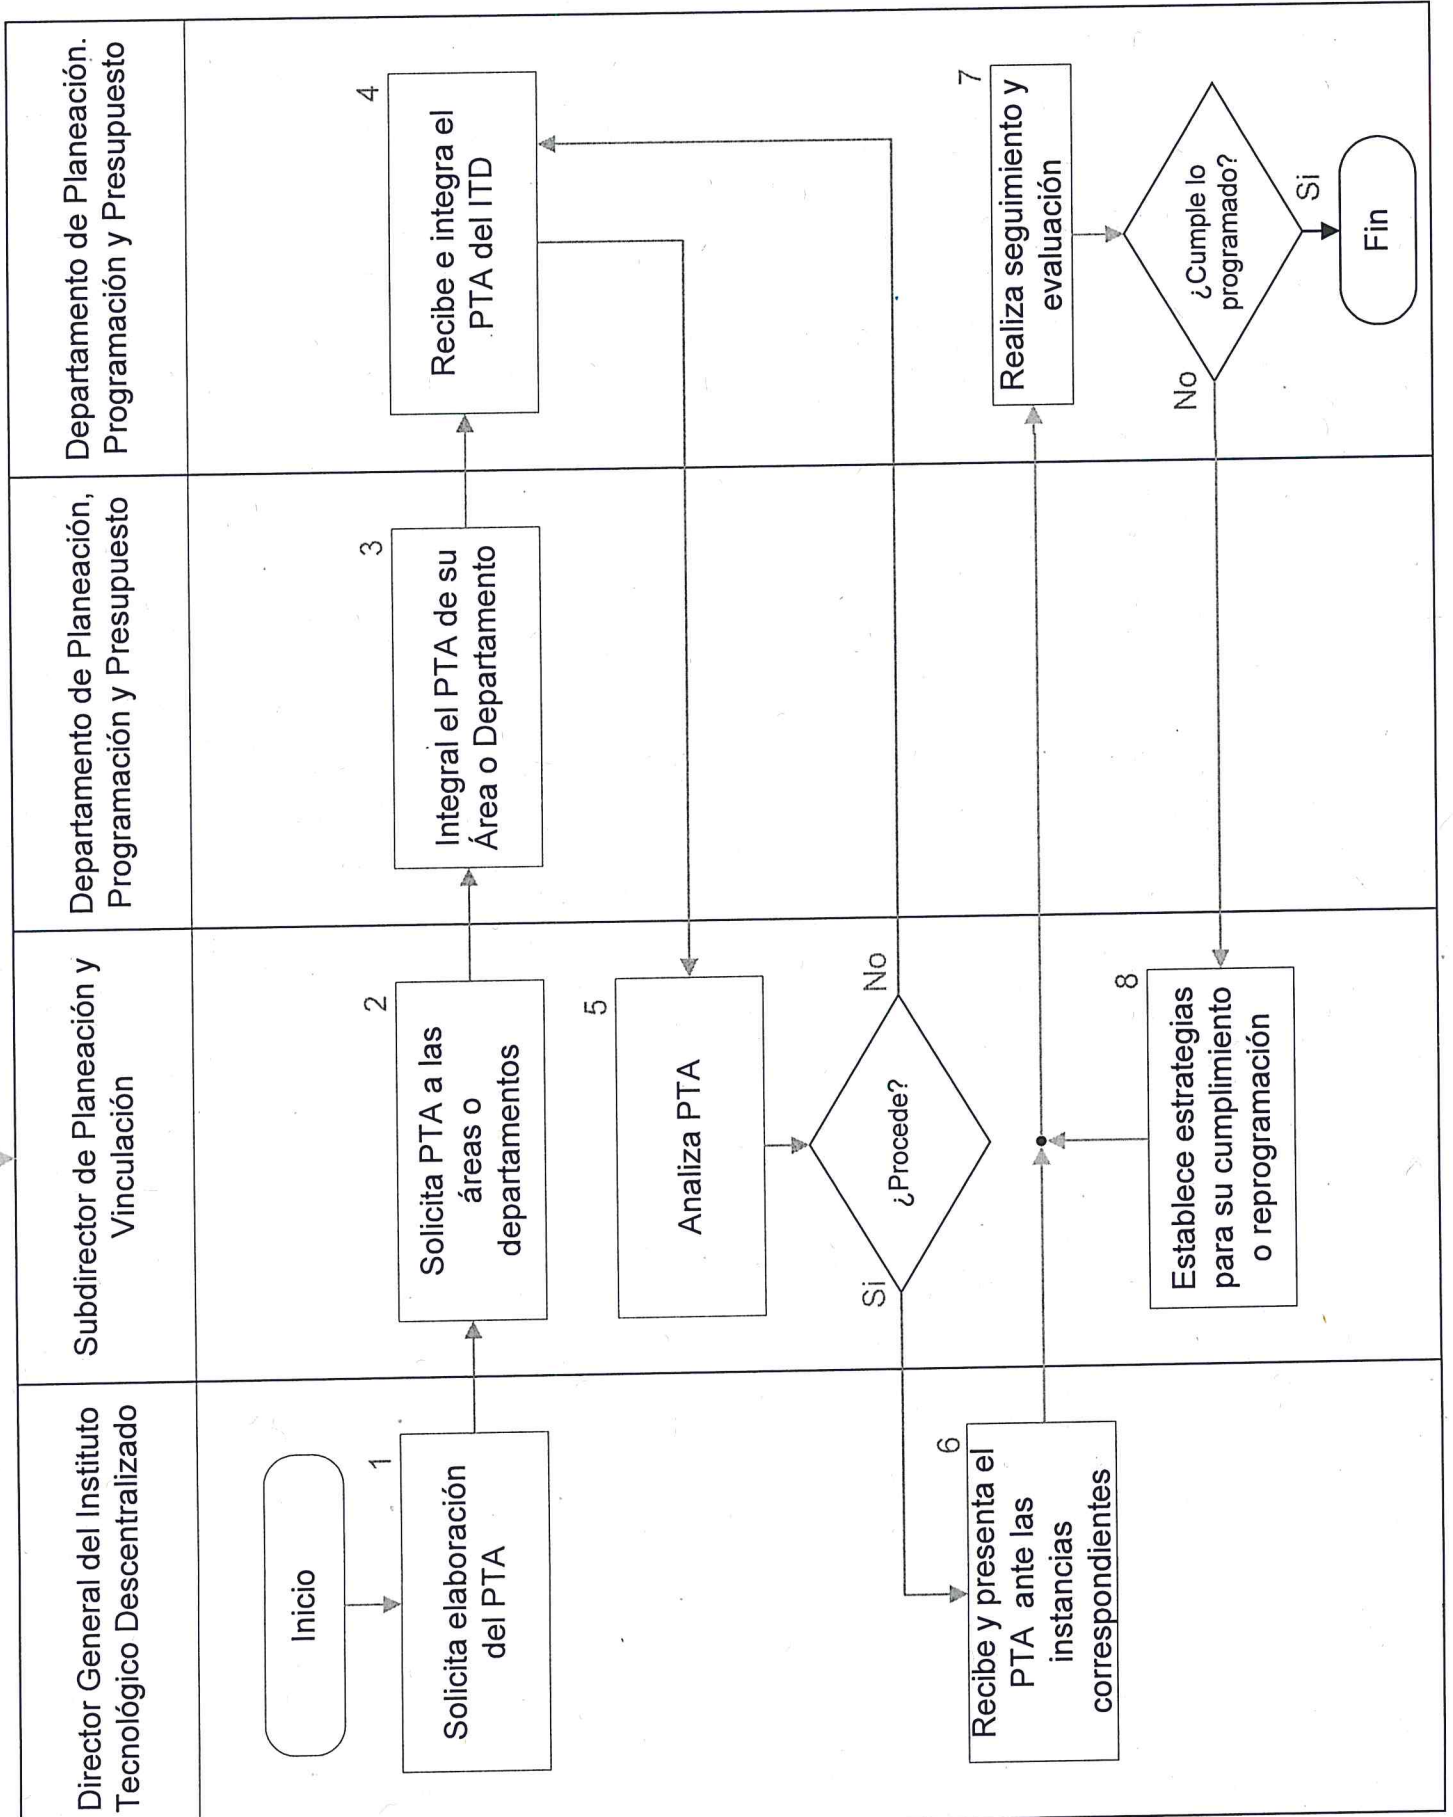 Director General del Instituto
Tecnológico Descentralizado
Subdirector de Planeación y
Vinculación
Departamento de Planeación,
Programación y Presupuesto
Departamento de Planeación.
Programación y Presupuesto
Inicio
1
Solicita elaboración
del PTA
2
Solicita PTA a las
áreas o
departamentos
3
Integral el PTA de su
Área o Departamento
4
Recibe e integra el
PTA del ITD
5
Analiza PTA
¿Procede?
Si
No
6
Recibe y presenta el
PTA ante las
instancias
correspondientes
7
Realiza seguimiento y
evaluación
¿Cumple lo
programado?
No
Si
8
Establece estrategias
para su cumplimiento
o reprogramación
Fin